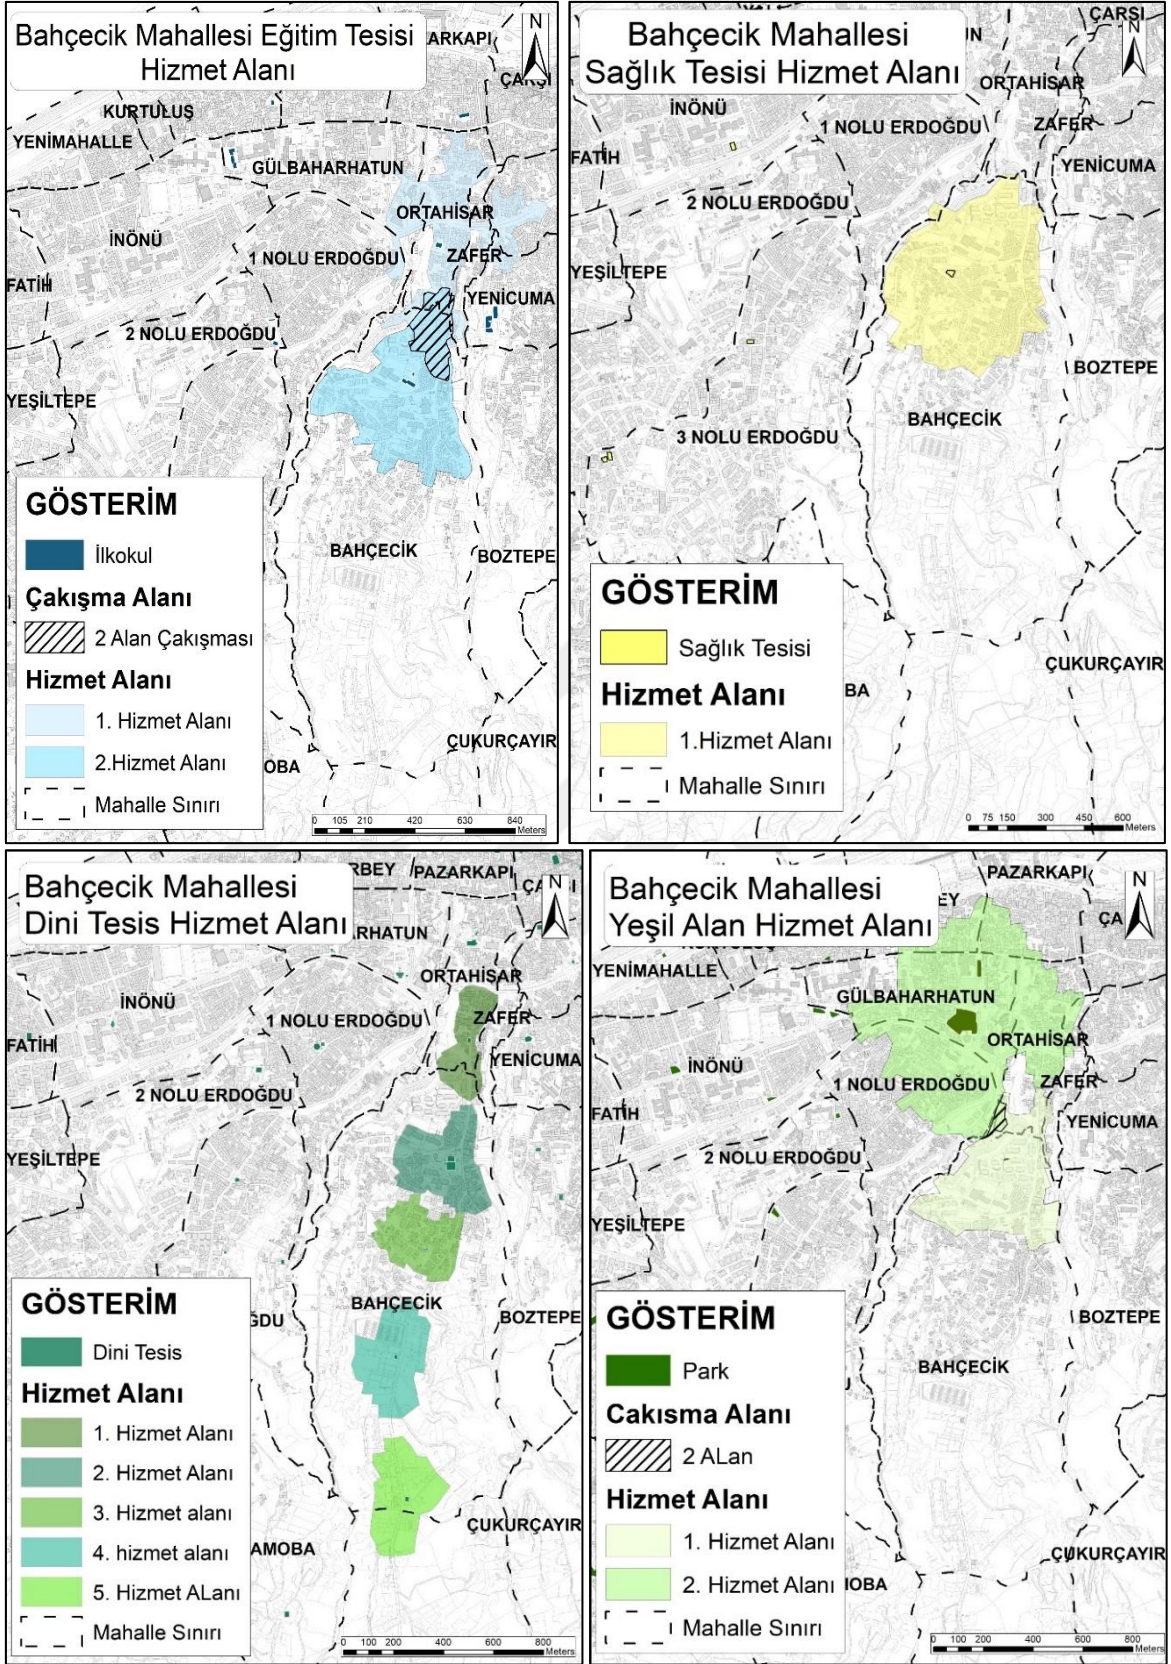 Bahçecik Mahallesi Eğitim Tesisi
Hizmet Alanı
N
ARKAPI
ÇARŞI
KURTULUŞ
YENİMAHALLE
GÜLBAHARHATUN
ORTAHİSAR
İNÖNÜ
1 NOLU ERDOĞDU
ZAFER
FATİH
YENİCUMA
2 NOLU ERDOĞDU
YEŞİLTEPE
GÖSTERİM
İlkokul
BAHÇECİK
BOZTEPE
Çakışma Alanı
2 Alan Çakışması
Hizmet Alanı
1. Hizmet Alanı
2.Hizmet Alanı
ÇUKURÇAYIR
OBA
Mahalle Sınırı
0 105 210 420 630 840
Meters
Bahçecik Mahallesi
Sağlık Tesisi Hizmet Alanı
N
ÇARŞI
UN
ORTAHİSAR
İNÖNÜ
1 NOLU ERDOĞDU
ZAFER
FATİH
YENİCUMA
2 NOLU ERDOĞDU
YEŞİLTEPE
BOZTEPE
BAHÇECİK
3 NOLU ERDOĞDU
GÖSTERİM
Sağlık Tesisi
ÇUKURÇAYIR
Hizmet Alanı
BA
1.Hizmet Alanı
Mahalle Sınırı
0 75 150 300 450 600
Meters
Bahçecik Mahallesi
Dini Tesis Hizmet Alanı
N
RBEY
PAZARKAPI
ÇA
I
RHATUN
ORTAHİSAR
İNÖNÜ
1 NOLU ERDOĞDU
ZAFER
FATİH
YENİCUMA
2 NOLU ERDOĞDU
YEŞİLTEPE
GÖSTERİM
BAHÇECİK
ĞDU
BOZTEPE
Dini Tesis
Hizmet Alanı
1. Hizmet Alanı
2. Hizmet Alanı
3. Hizmet alanı
ÇUKURÇAYIR
4. hizmet alanı
AMOBA
5. Hizmet ALanı
Mahalle Sınırı
0 100 200 400 600 800
Meters
Bahçecik Mahallesi
Yeşil Alan Hizmet Alanı
N
PAZARKAPI
EY
ÇA
YENİMAHALLE
GÜLBAHARHATUN
ORTAHİSAR
İNÖNÜ
1 NOLU ERDOĞDU
ZAFER
FATİH
YENİCUMA
2 NOLU ERDOĞDU
YEŞİLTEPE
GÖSTERİM
BOZTEPE
Park
BAHÇECİK
Cakısma Alanı
2 ALan
Hizmet Alanı
1. Hizmet Alanı
ÇUKURÇAYIR
2. Hizmet Alanı
OBA
Mahalle Sınırı
0 100 200 400 600 800
Meters